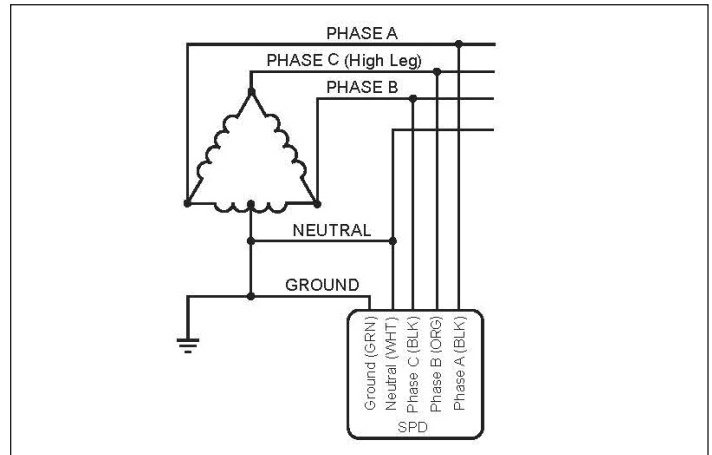 PHASE A
PHASE C (High Leg)
PHASE B
NEUTRAL
GROUND
Ground (GRN)
Neutral (WHT)
Phase C (BLK)
Phase B (ORG)
Phase A (BLK)
SPD